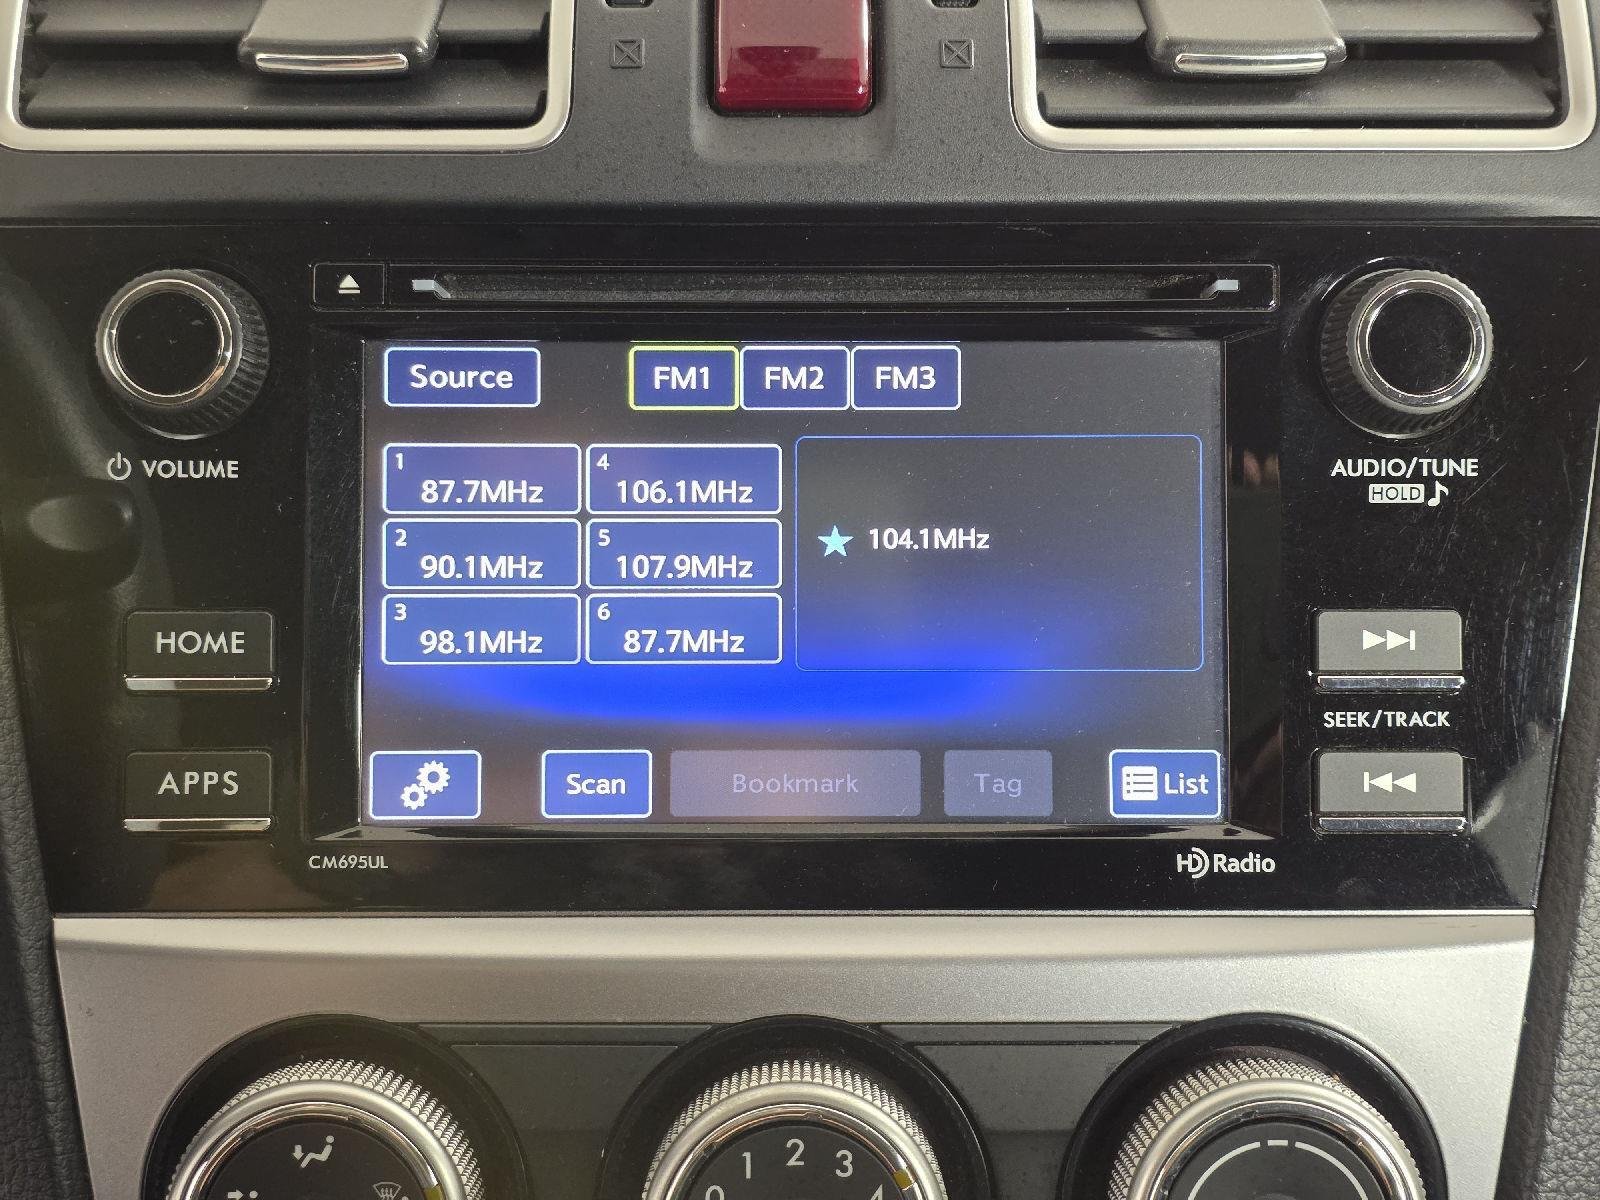 Source
FM1
FM2
FM3
1
87.7MHz
4
106.1MHz
2
90.1MHz
5
107.9MHz
3
98.1MHz
6
87.7MHz
104.1MHz
Scan
Bookmark
Tag
List
VOLUME
HOME
APPS
AUDIO/TUNE
HOLD
SEEK/TRACK
CM695UL
HD Radio
0 1 2 3 4